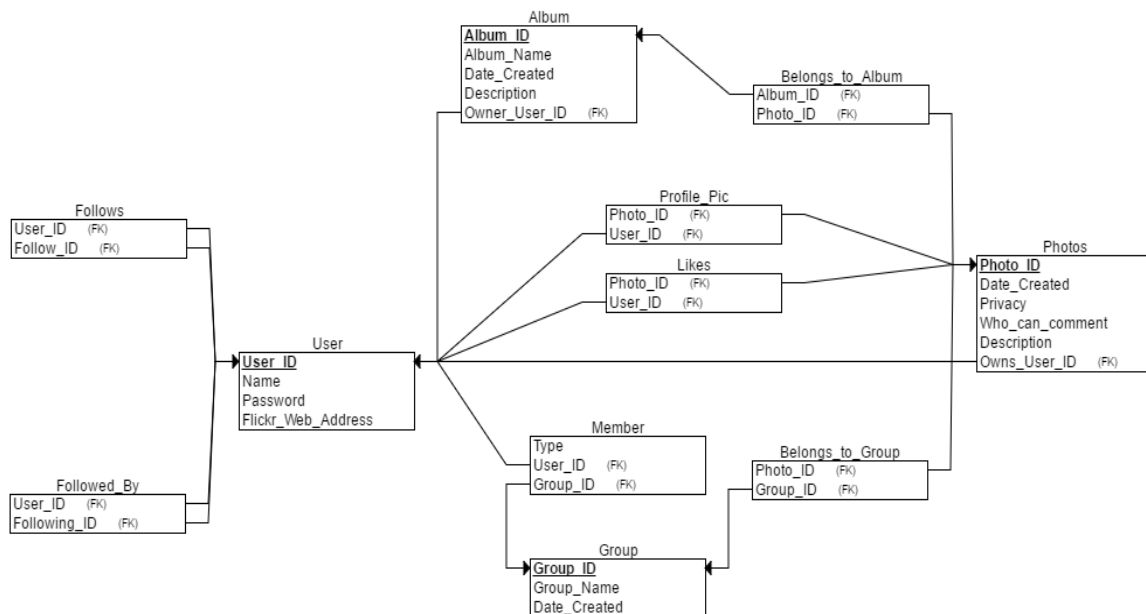 Album
Album_ID
Album_Name
Date_Created
Description
Owner_User_ID (FK)
Belongs_to_Album
Album_ID (FK)
Photo_ID (FK)
Follows
User_ID (FK)
Follow_ID (FK)
Profile_Pic
Photo_ID (FK)
User_ID (FK)
Likes
Photo_ID (FK)
User_ID (FK)
Photos
Photo_ID
Date_Created
Privacy
Who_can_comment
Description
Owns_User_ID (FK)
User
User_ID
Name
Password
Flickr_Web_Address
Member
Type
User_ID (FK)
Group_ID (FK)
Belongs_to_Group
Photo_ID (FK)
Group_ID (FK)
Followed_By
User_ID (FK)
Following_ID (FK)
Group
Group_ID
Group_Name
Date_Created